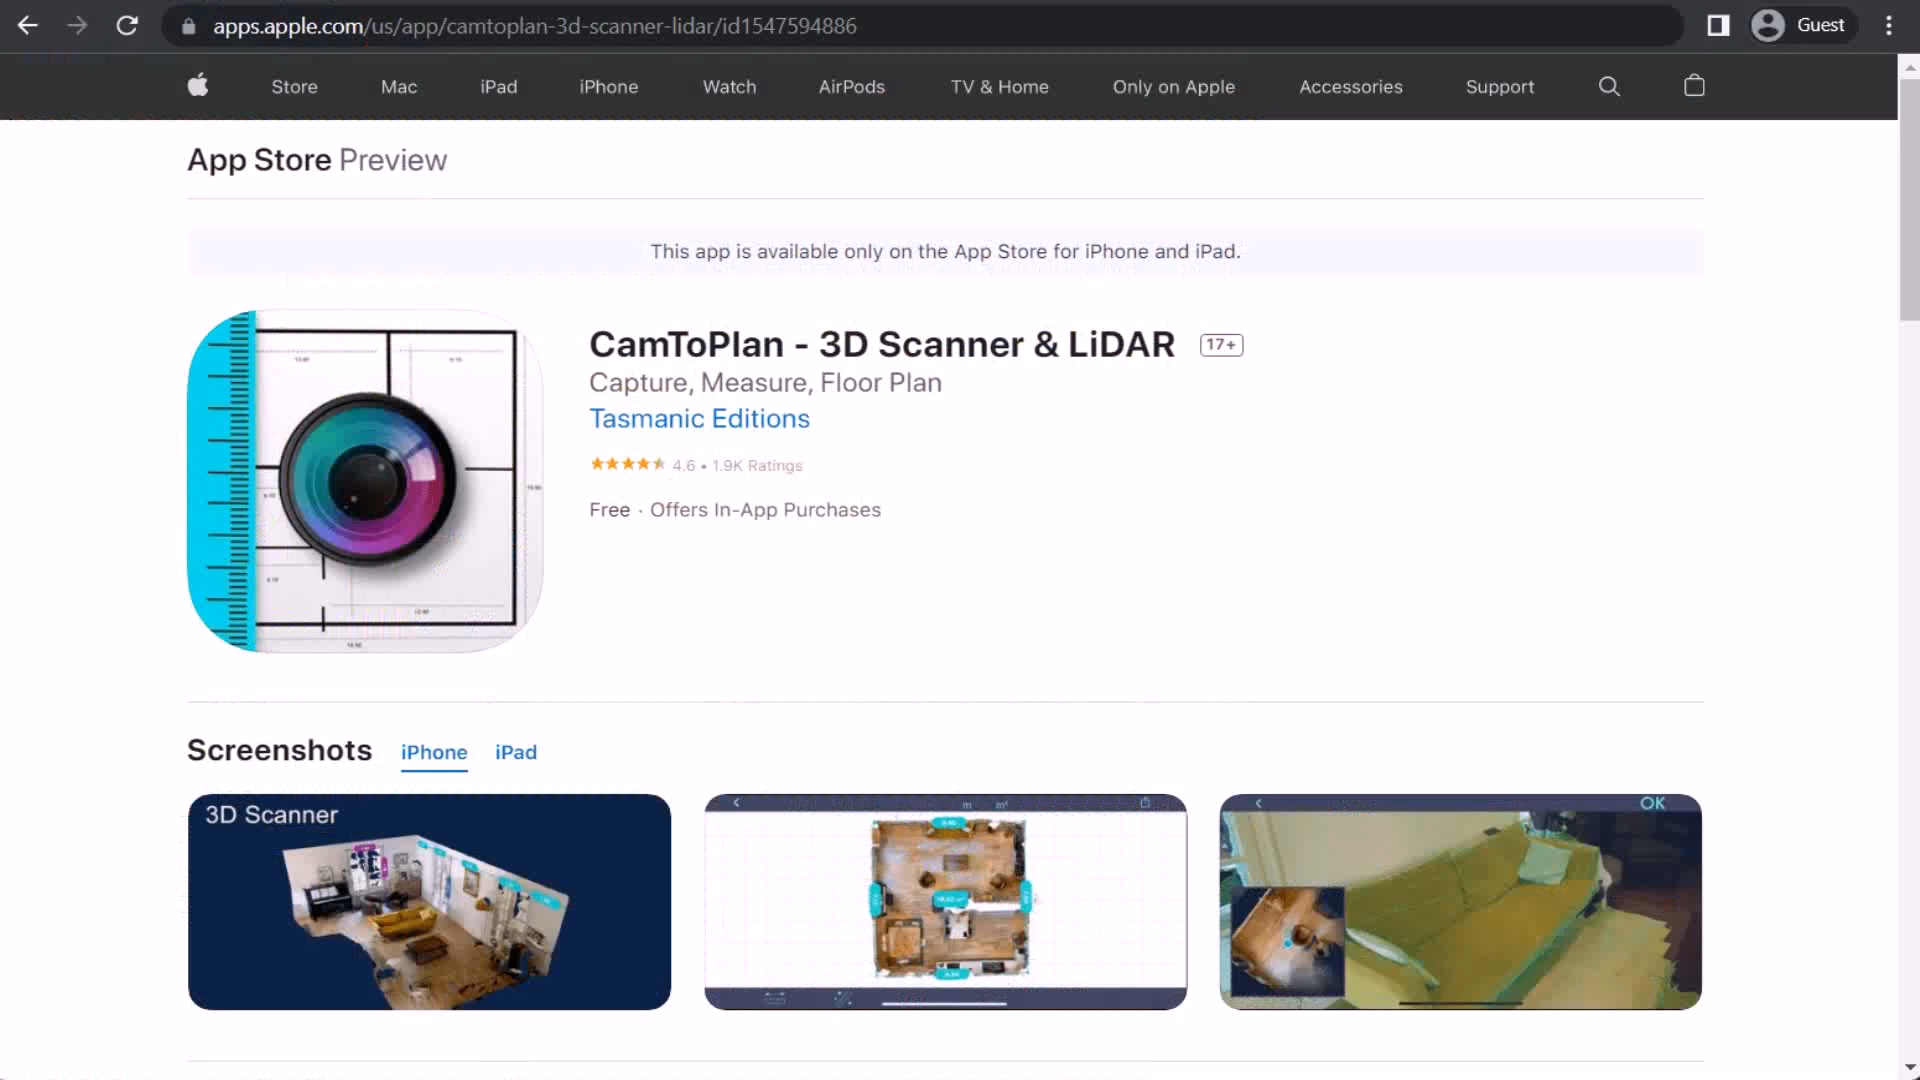 apps.apple.com/us/app/camtoplan-3d-scanner-lidar/id1547594886
Guest
Store
Mac
iPad
iPhone
Watch
AirPods
TV & Home
Only on Apple
Accessories
Support
App Store Preview
This app is available only on the App Store for iPhone and iPad.
CamToPlan - 3D Scanner & LiDAR 17+
Capture, Measure, Floor Plan
Tasmanic Editions
4.6 • 1.9K Ratings
Free · Offers In-App Purchases
Screenshots
iPhone
iPad
3D Scanner
m
m²
OK